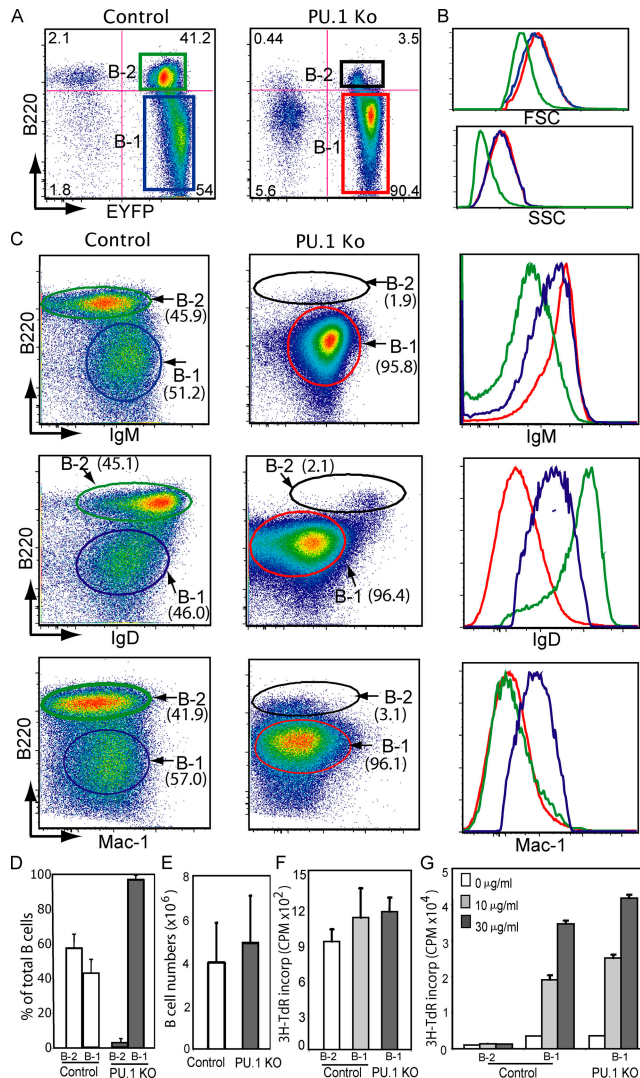 A
Control
PU.1 Ko
B
2.1
41.2
B-2
B-1
1.8
54
0.44
3.5
B-2
B-1
5.6
90.4
B220
EYFP
FSC
SSC
C
Control
PU.1 Ko
B220
B-2
(45.9)
B-1
(51.2)
IgM
B-2
(1.9)
B-1
(95.8)
IgM
B220
B-2 (45.1)
B-1
(46.0)
IgD
B-2 (2.1)
B-1 (96.4)
IgD
B220
B-2
(41.9)
B-1
(57.0)
Mac-1
B-2
(3.1)
B-1
(96.1)
Mac-1
D
% of total B cells
100
80
60
40
20
0
B-2 B-1 B-2 B-1
Control PU.1 KO
E
B cell numbers (x10⁶)
8
6
4
2
0
Control PU.1 KO
F
3H-TdR incorp (CPM x10²)
15
10
5
0
B-2 B-1 B-1
Control PU.1 KO
G
3H-TdR incorp (CPM x10⁴)
5
4
3
2
1
0
0 µg/ml
10 µg/ml
30 µg/ml
B-2 B-1 B-1
Control PU.1 KO